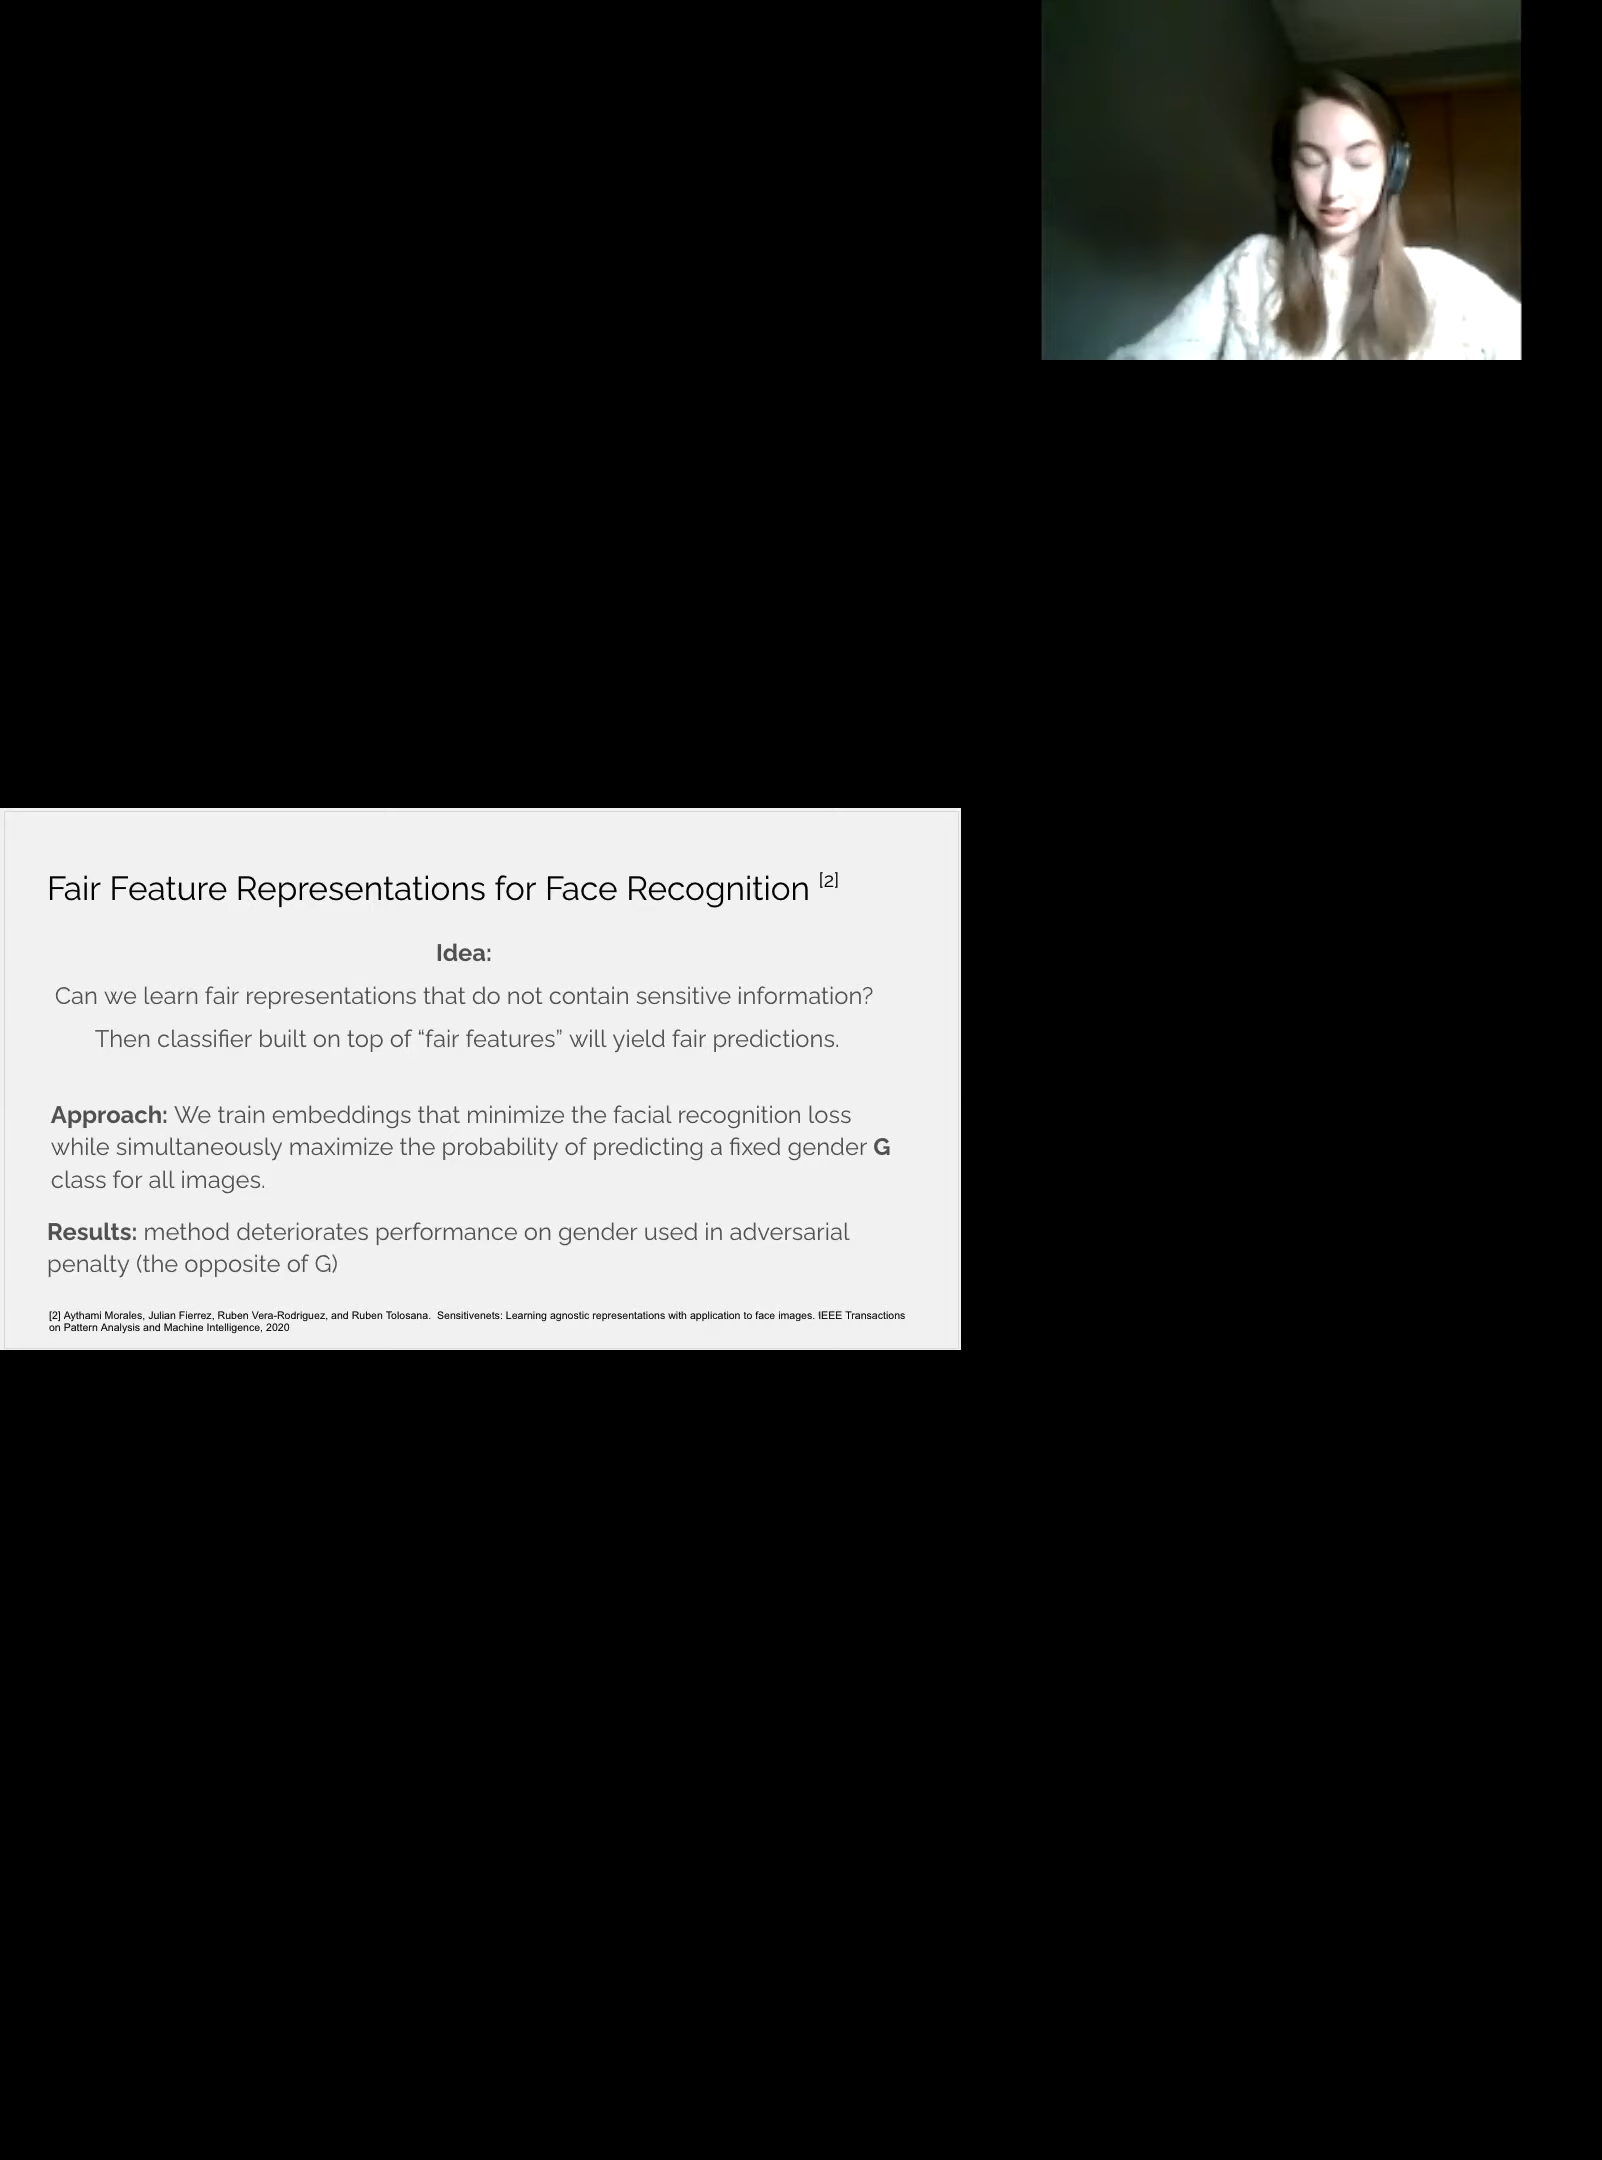 Fair Feature Representations for Face Recognition [2]
Idea:
Can we learn fair representations that do not contain sensitive information?
Then classifier built on top of “fair features” will yield fair predictions.
Approach: We train embeddings that minimize the facial recognition loss
while simultaneously maximize the probability of predicting a fixed gender G
class for all images.
Results: method deteriorates performance on gender used in adversarial
penalty (the opposite of G)
[2] Aythami Morales, Julian Fierrez, Ruben Vera-Rodriguez, and Ruben Tolosana. Sensitivenets: Learning agnostic representations with application to face images. IEEE Transactions
on Pattern Analysis and Machine Intelligence, 2020